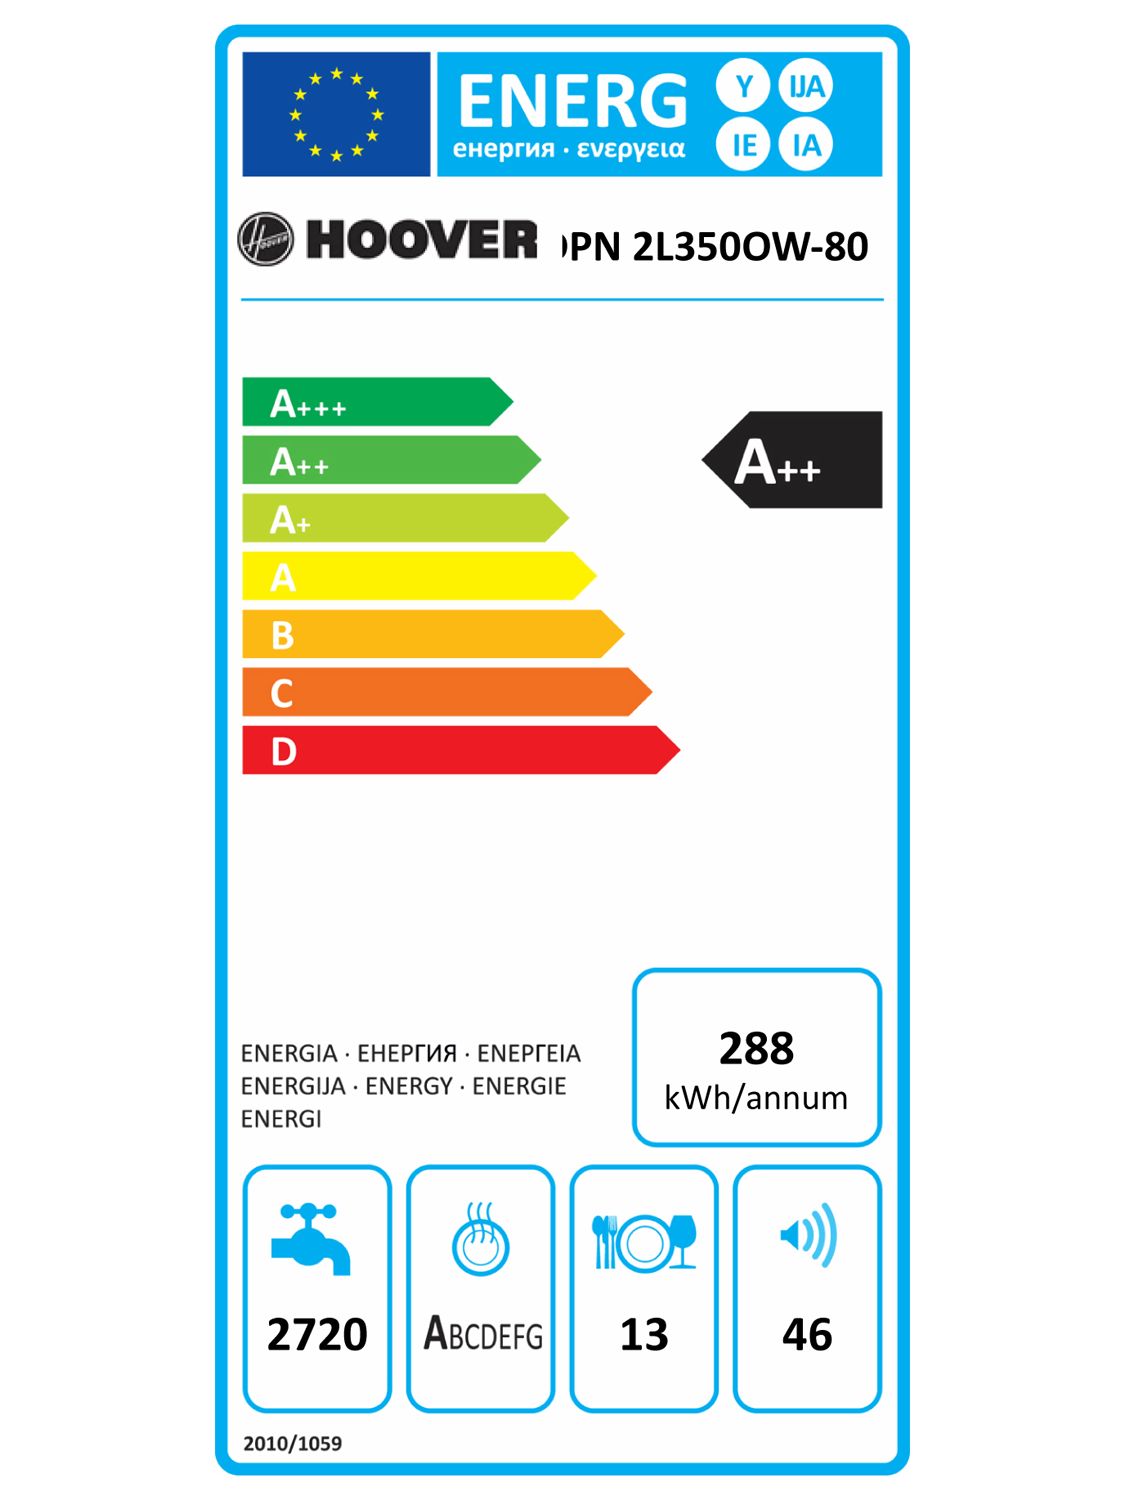 ENERG Y IJA
енергия · ενεργεια IE IA
HOOVER PN 2L350OW-80
A+++
A++
A++
A+
A
B
C
D
ENERGIA · ЕНЕРГИЯ · ΕΝΕΡΓΕΙΑ
ENERGIJA · ENERGY · ENERGIE
ENERGI
288
kWh/annum
2720
ABCDEFG
13
46
2010/1059